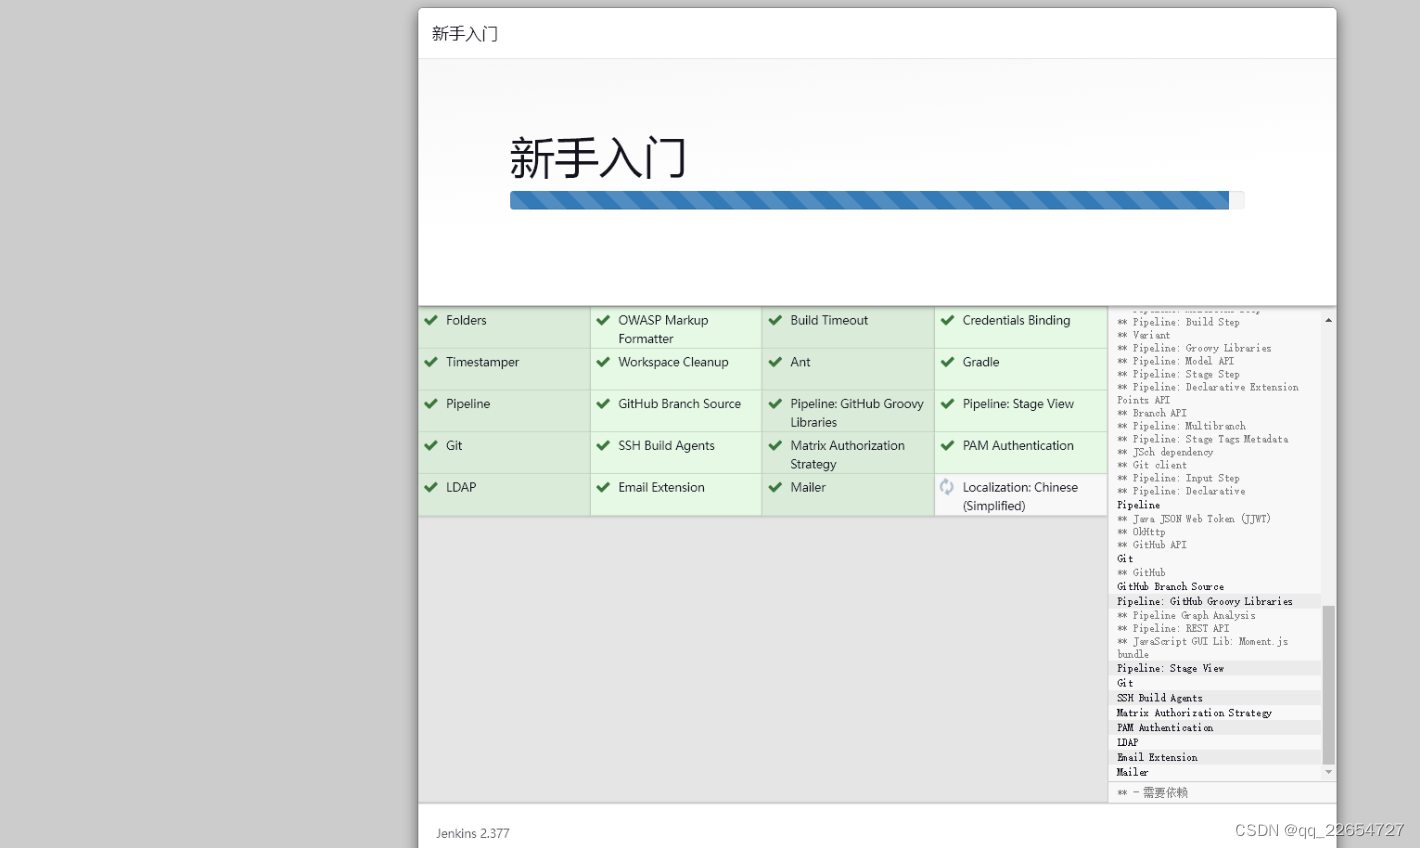 新手入门
新手入门
Folders
OWASP Markup
Formatter
Build Timeout
Credentials Binding
Timestamper
Workspace Cleanup
Ant
Gradle
Pipeline
GitHub Branch Source
Pipeline: GitHub Groovy
Libraries
Pipeline: Stage View
Git
SSH Build Agents
Matrix Authorization
Strategy
PAM Authentication
LDAP
Email Extension
Mailer
Localization: Chinese
(Simplified)
** Pipeline: Build Step
** Variant
** Pipeline: Groovy Libraries
** Pipeline: Model API
** Pipeline: Stage Step
** Pipeline: Declarative Extension
Points API
** Branch API
** Pipeline: Multibranch
** Pipeline: Stage Tags Metadata
** JSch dependency
** Git client
** Pipeline: Input Step
** Pipeline: Declarative
Pipeline
** Java JSON Web Token (JJWT)
** OkHttp
** GitHub API
Git
** GitHub
GitHub Branch Source
Pipeline: GitHub Groovy Libraries
** Pipeline Graph Analysis
** Pipeline: REST API
** JavaScript GUI Lib: Moment.js
bundle
Pipeline: Stage View
Git
SSH Build Agents
Matrix Authorization Strategy
PAM Authentication
LDAP
Email Extension
Mailer
** - 需要依赖
Jenkins 2.377
CSDN @qq_22654727